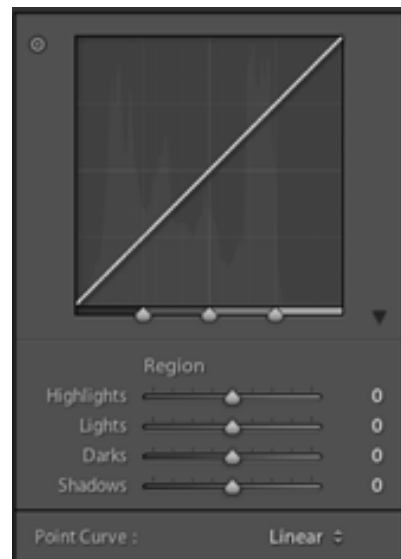 Region
Highlights 0
Lights 0
Darks 0
Shadows 0
Point Curve : Linear